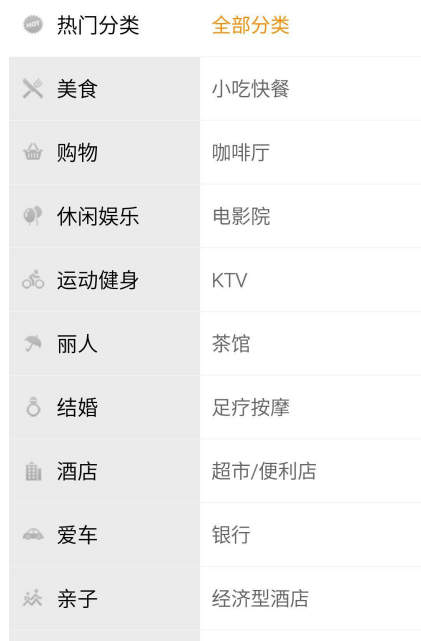 热门分类
全部分类
美食
小吃快餐
购物
咖啡厅
休闲娱乐
电影院
运动健身
KTV
丽人
茶馆
结婚
足疗按摩
酒店
超市/便利店
爱车
银行
亲子
经济型酒店